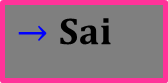 → Sai